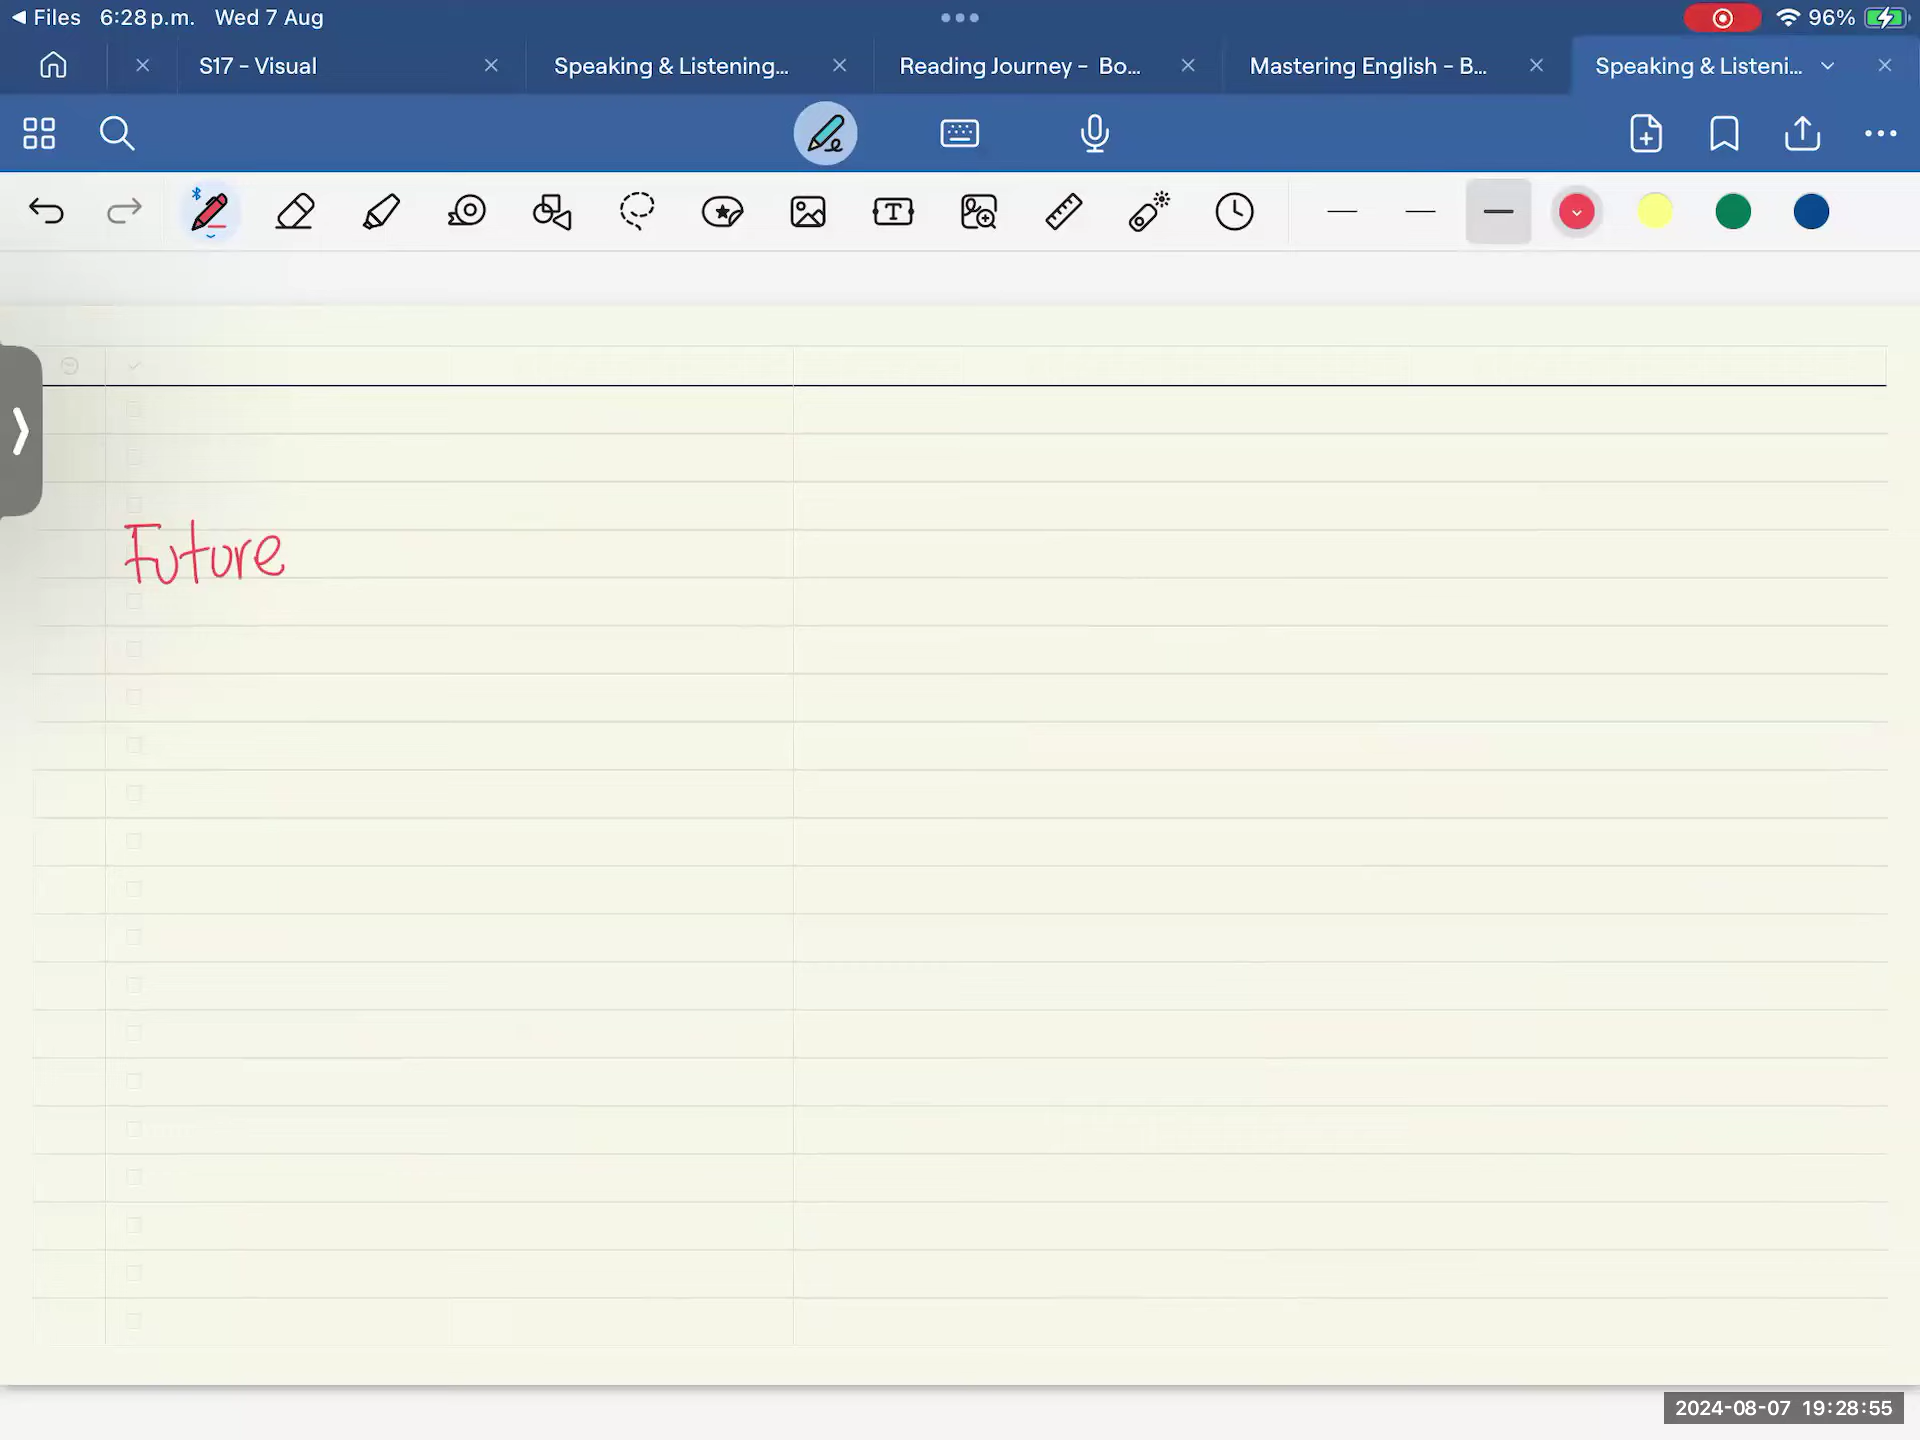 Files 6:28 p.m. Wed 7 Aug 96%
S17 - Visual Speaking & Listening... Reading Journey - Bo... Mastering English - B... Speaking & Listeni...
Future
2024-08-07 19:28:55